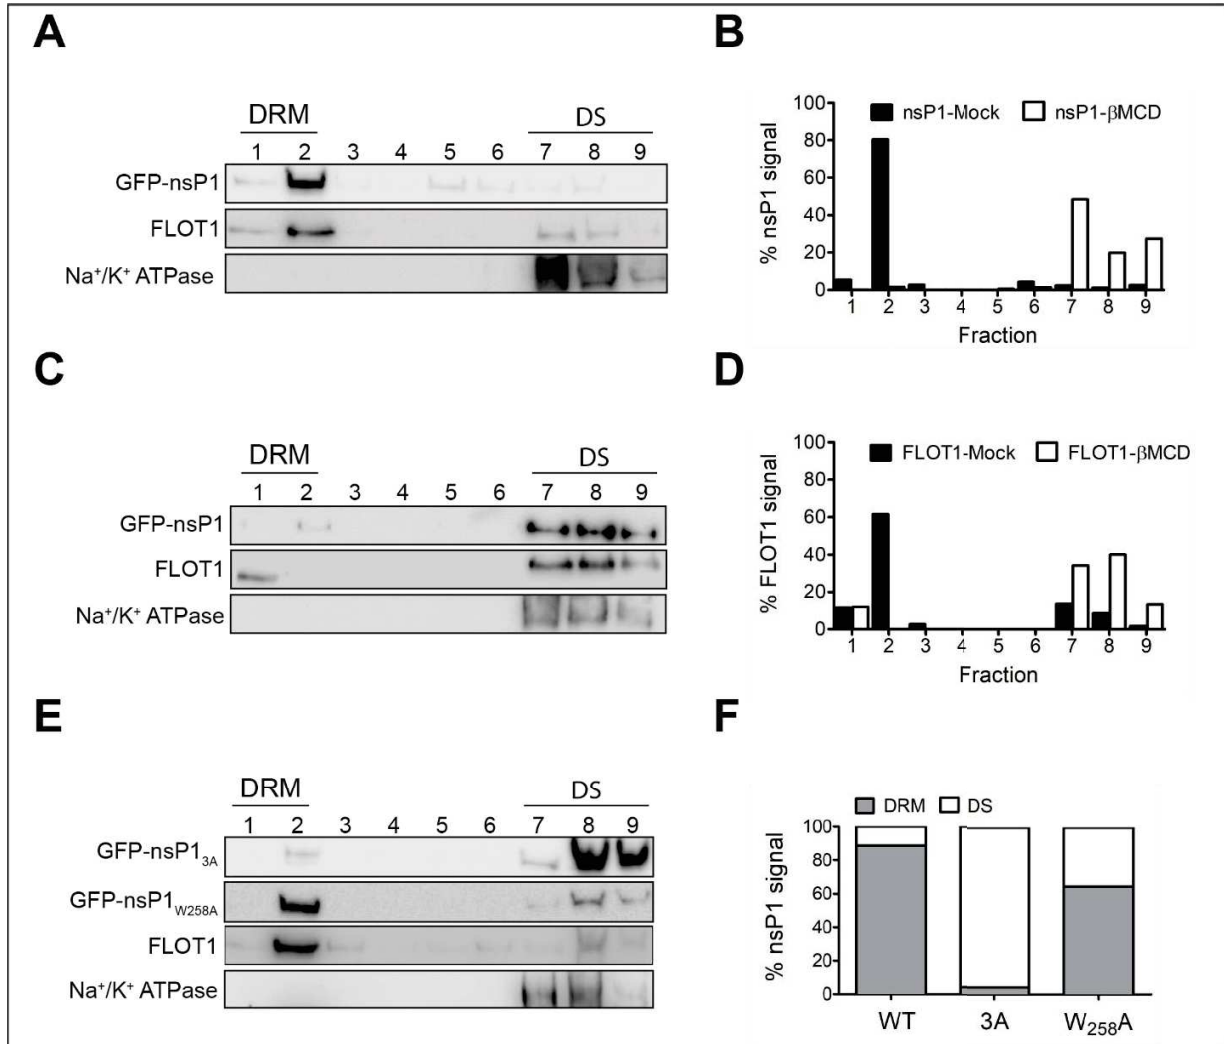 A
DRM DS
1 2 3 4 5 6 7 8 9
GFP-nsP1
FLOT1
Na⁺/K⁺ ATPase
B
nsP1-Mock nsP1-βMCD
% nsP1 signal
100
80
60
40
20
0
1 2 3 4 5 6 7 8 9
Fraction
C
DRM DS
1 2 3 4 5 6 7 8 9
GFP-nsP1
FLOT1
Na⁺/K⁺ ATPase
D
FLOT1-Mock FLOT1-βMCD
% FLOT1 signal
100
80
60
40
20
0
1 2 3 4 5 6 7 8 9
Fraction
E
DRM DS
1 2 3 4 5 6 7 8 9
GFP-nsP1₃A
GFP-nsP1W258A
FLOT1
Na⁺/K⁺ ATPase
F
DRM DS
% nsP1 signal
100
80
60
40
20
0
WT 3A W₂₅₈A